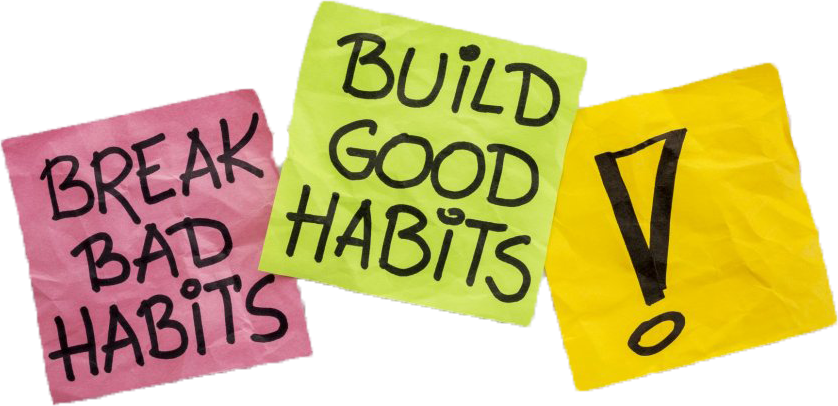 BREAK
BAD
HABiTS
BUiLD
GOOD
HABiTS
!